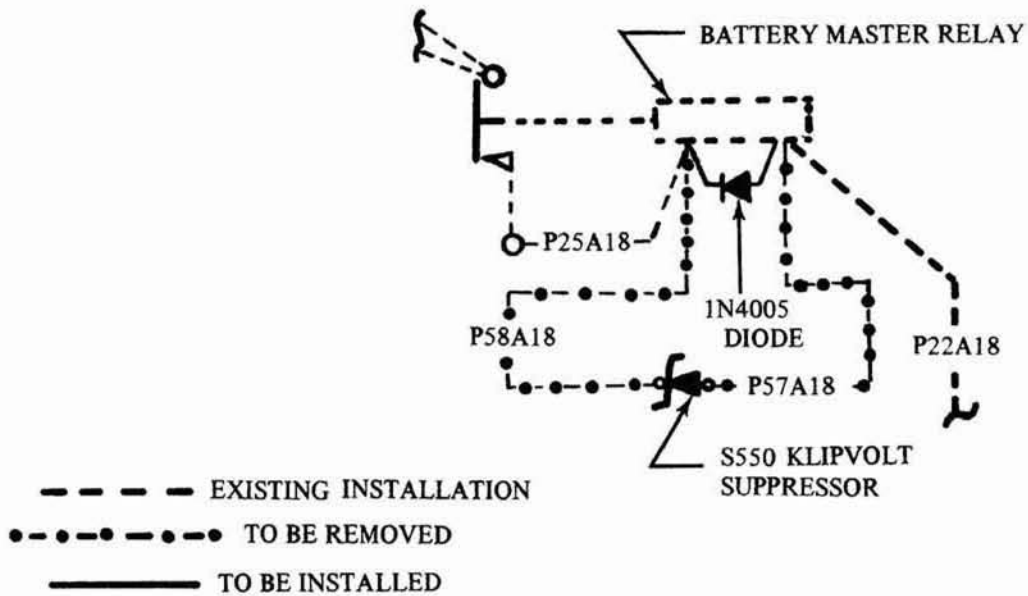 BATTERY MASTER RELAY
P25A18
1N4005
DIODE
P58A18
P22A18
P57A18
S550 KLIPVOLT
SUPPRESSOR
EXISTING INSTALLATION
TO BE REMOVED
TO BE INSTALLED